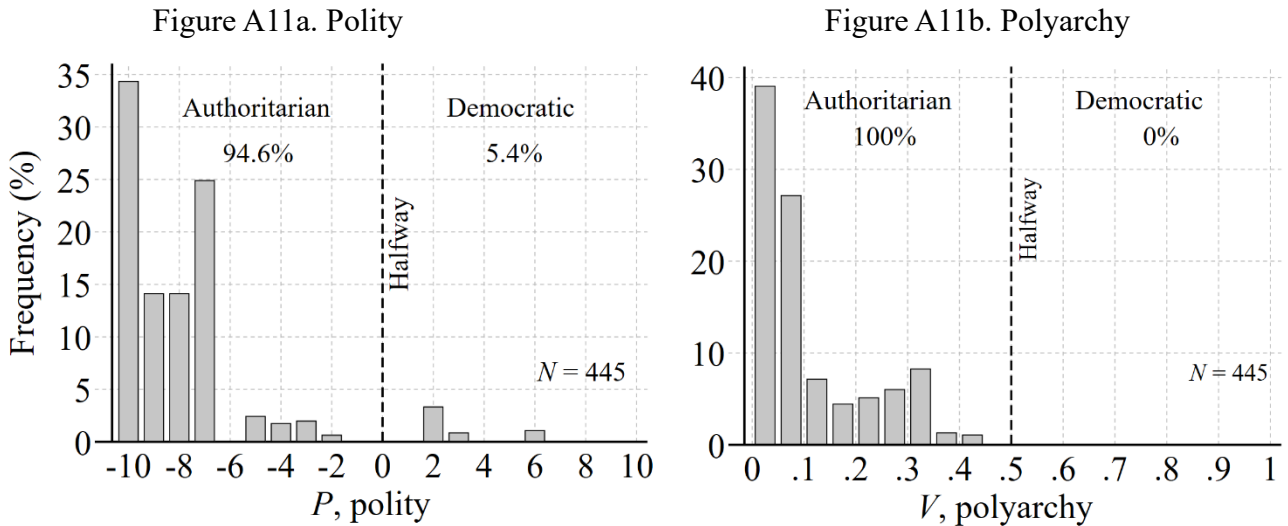 Figure A11a. Polity
Frequency (%)
35
30
25
20
15
10
5
0
Authoritarian
94.6%
Democratic
5.4%
Halfway
N = 445
-10 -8 -6 -4 -2 0 2 4 6 8 10
P, polity
Figure A11b. Polyarchy
40
30
20
10
0
Authoritarian
100%
Democratic
0%
Halfway
N = 445
0 .1 .2 .3 .4 .5 .6 .7 .8 .9 1
V, polyarchy